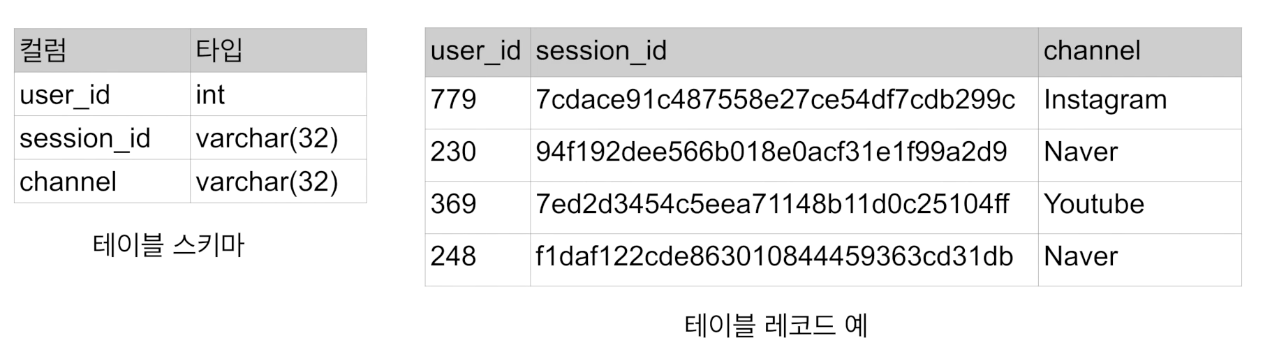 컬럼 타입
user_id int
session_id varchar(32)
channel varchar(32)
테이블 스키마
user_id session_id channel
779 7cdace91c487558e27ce54df7cdb299c Instagram
230 94f192dee566b018e0acf31e1f99a2d9 Naver
369 7ed2d3454c5eea71148b11d0c25104ff Youtube
248 f1daf122cde863010844459363cd31db Naver
테이블 레코드 예